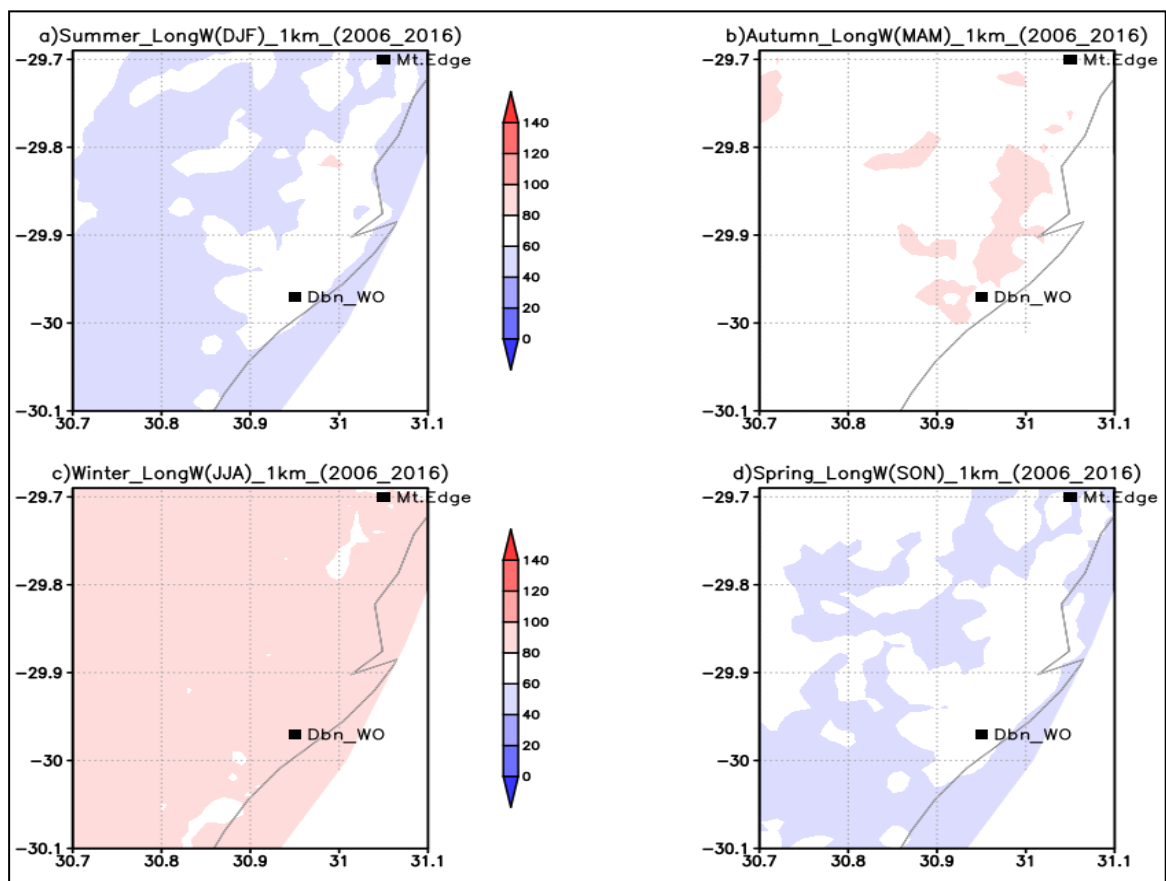 a)Summer_LongW(DJF)_1km_(2006_2016)
−29.7
−29.8
−29.9
−30
−30.1
30.7 30.8 30.9 31 31.1
Mt.Edge
Dbn_WO
140
120
100
80
60
40
20
0
b)Autumn_LongW(MAM)_1km_(2006_2016)
−29.7
−29.8
−29.9
−30
−30.1
30.7 30.8 30.9 31 31.1
Mt.Edge
Dbn_WO
c)Winter_LongW(JJA)_1km_(2006_2016)
−29.7
−29.8
−29.9
−30
−30.1
30.7 30.8 30.9 31 31.1
Mt.Edge
Dbn_WO
140
120
100
80
60
40
20
0
d)Spring_LongW(SON)_1km_(2006_2016)
−29.7
−29.8
−29.9
−30
−30.1
30.7 30.8 30.9 31 31.1
Mt.Edge
Dbn_WO